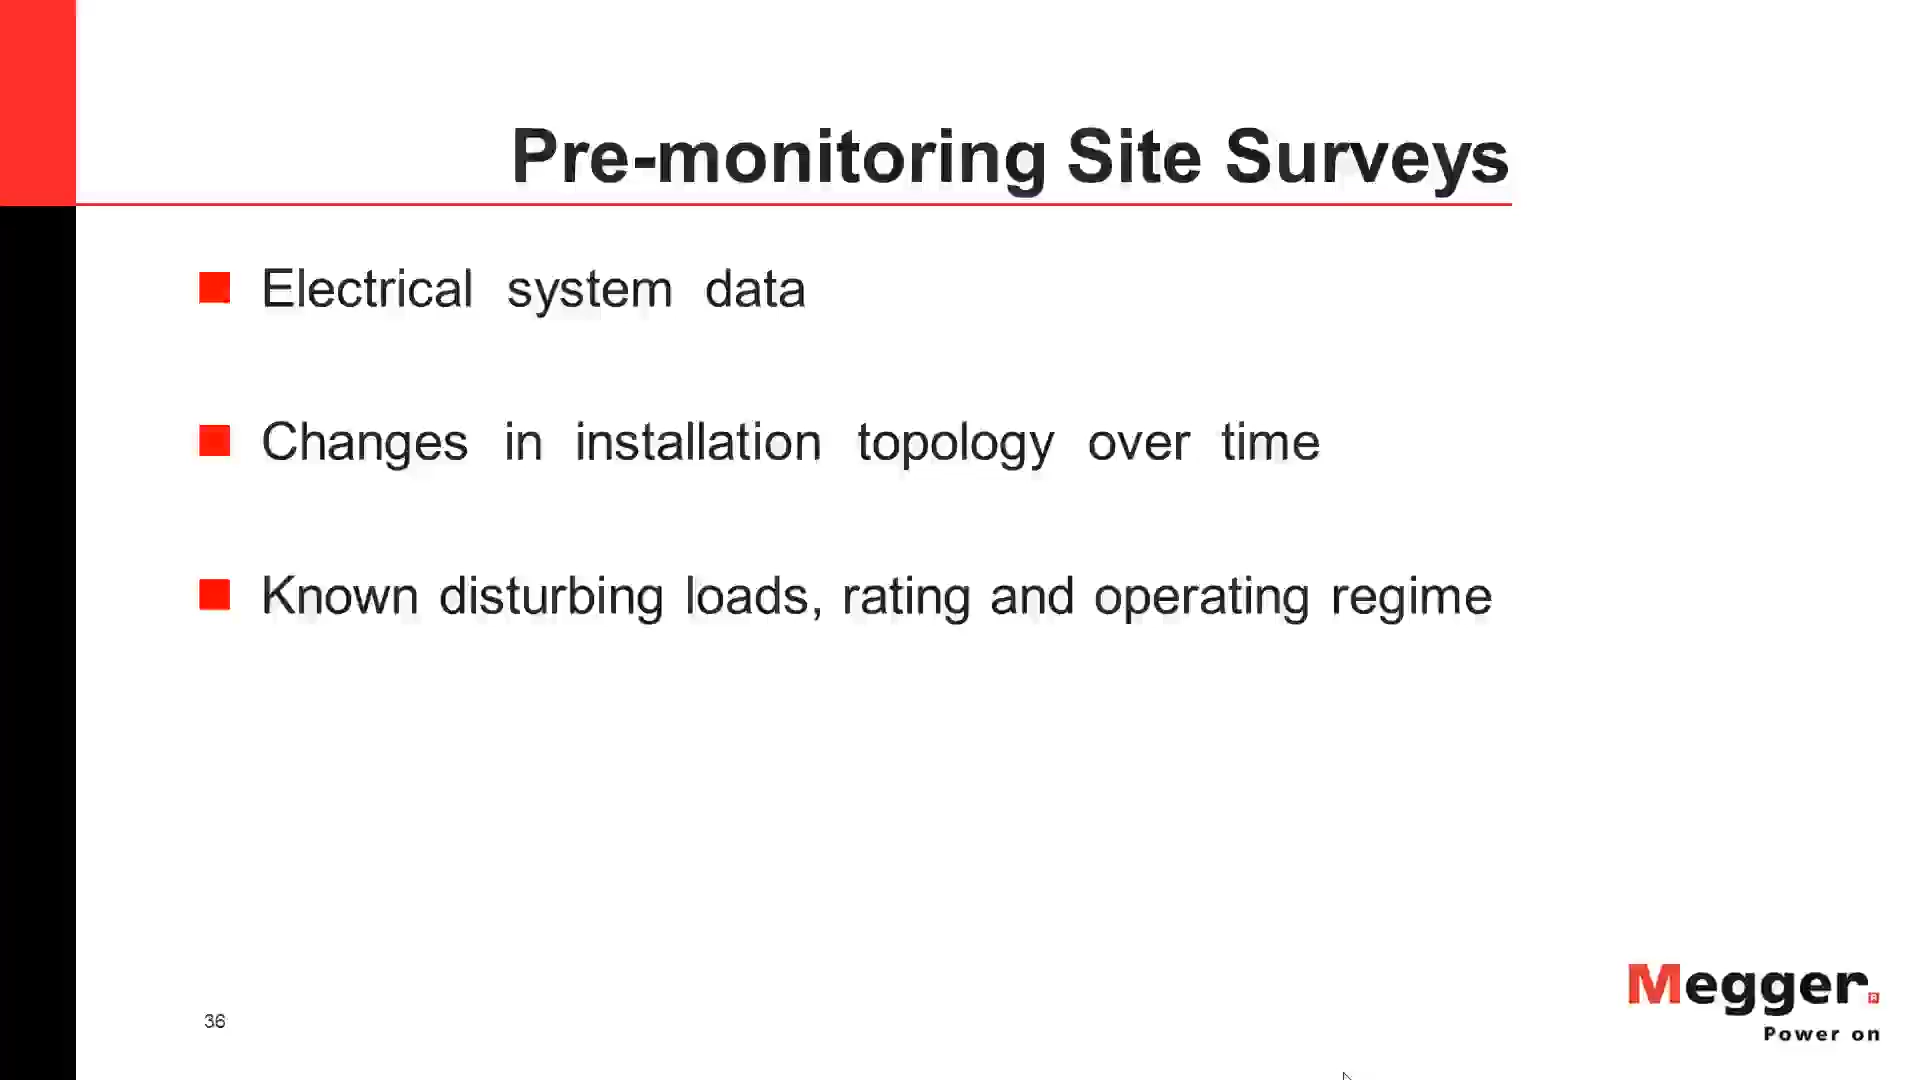 Pre-monitoring Site Surveys
Electrical system data
Changes in installation topology over time
Known disturbing loads, rating and operating regime
36
Megger®
Power on